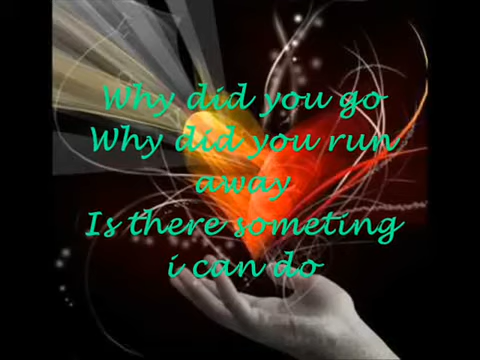 Why did you go
Why did you run
away
Is there someting
i can do